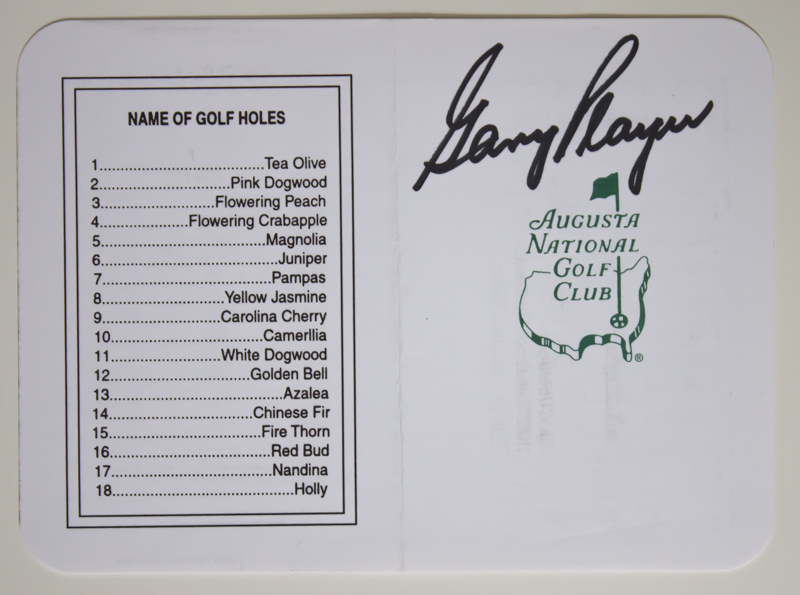 NAME OF GOLF HOLES
1..........................................Tea Olive
2.................................Pink Dogwood
3.............................Flowering Peach
4........................Flowering Crabapple
5..........................................Magnolia
6.............................................Juniper
7...........................................Pampas
8................................Yellow Jasmine
9...............................Carolina Cherry
10.......................................Camerllia
11............................White Dogwood
12...................................Golden Bell
13...........................................Azalea
14....................................Chinese Fir
15......................................Fire Thorn
16.........................................Red Bud
17.........................................Nandina
18..............................................Holly
Gary Player
AUGUSTA
NATIONAL
GOLF
CLUB
®